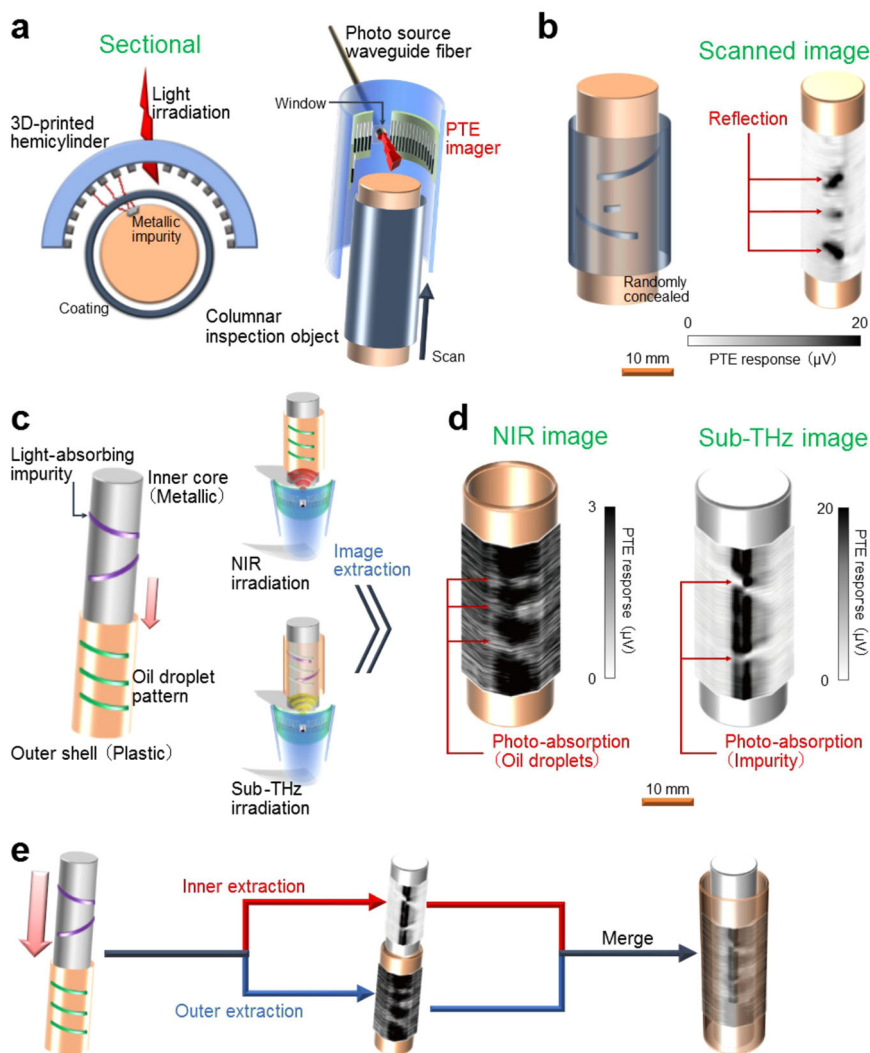 a
Sectional
Light
irradiation
3D-printed
hemicylinder
Metallic
impurity
Coating
Photo source
waveguide fiber
Window
PTE
imager
Columnar
inspection object
Scan
b
Scanned image
Reflection
Randomly
concealed
0
20
PTE response (μV)
10 mm
c
Light-absorbing
impurity
Inner core
(Metallic)
Oil droplet
pattern
Outer shell (Plastic)
NIR
irradiation
Image
extraction
Sub-THz
irradiation
d
NIR image
3
0
PTE response (μV)
Photo-absorption
(Oil droplets)
Sub-THz image
20
0
PTE response (μV)
Photo-absorption
(Impurity)
10 mm
e
Inner extraction
Outer extraction
Merge